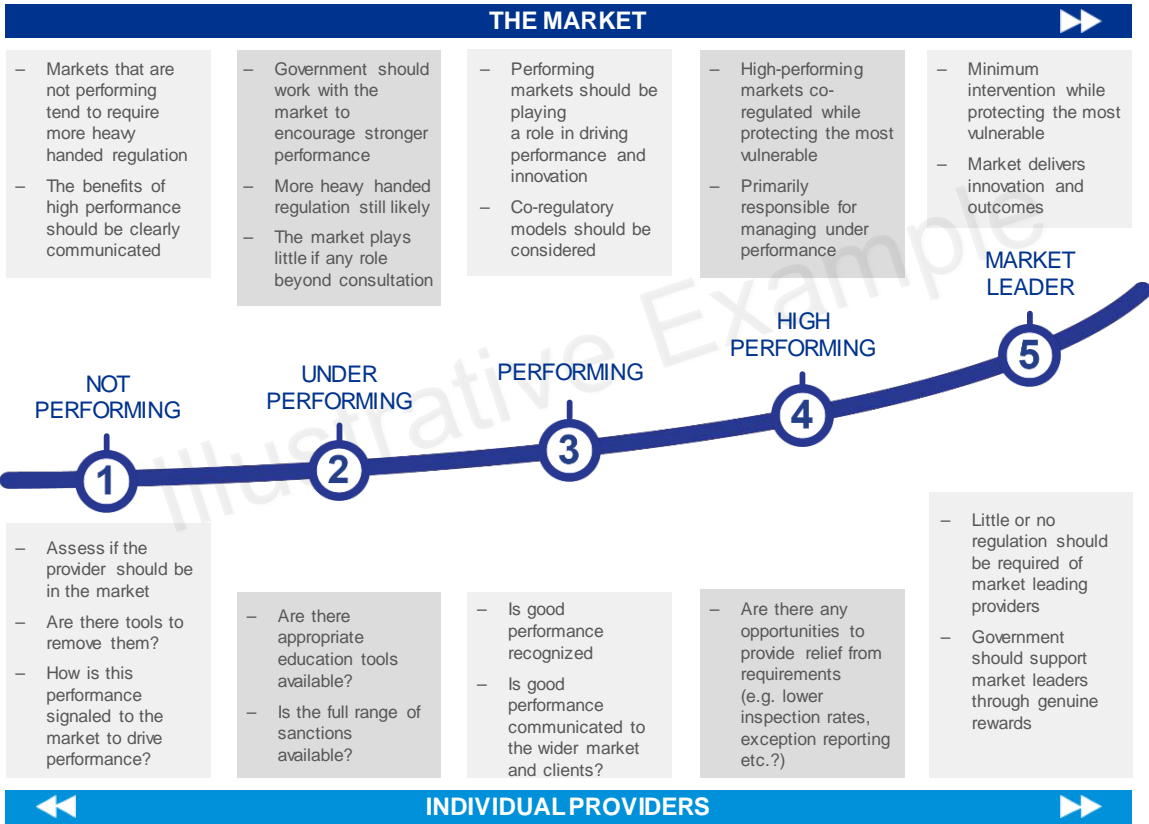 THE MARKET
– Markets that are
not performing
tend to require
more heavy
handed regulation
– The benefits of
high performance
should be clearly
communicated
– Government should
work with the
market to
encourage stronger
performance
– More heavy handed
regulation still likely
– The market plays
little if any role
beyond consultation
– Performing
markets should be
playing
a role in driving
performance and
innovation
– Co-regulatory
models should be
considered
– High-performing
markets co-
regulated while
protecting the most
vulnerable
– Primarily
responsible for
managing under
performance
– Minimum
intervention while
protecting the most
vulnerable
– Market delivers
innovation and
outcomes
Illustrative Example
NOT
PERFORMING
1
UNDER
PERFORMING
2
PERFORMING
3
HIGH
PERFORMING
4
MARKET
LEADER
5
– Assess if the
provider should be
in the market
– Are there tools to
remove them?
– How is this
performance
signaled to the
market to drive
performance?
– Are there
appropriate
education tools
available?
– Is the full range of
sanctions
available?
– Is good
performance
recognized
– Is good
performance
communicated to
the wider market
and clients?
– Are there any
opportunities to
provide relief from
requirements
(e.g. lower
inspection rates,
exception reporting
etc.?)
– Little or no
regulation should
be required of
market leading
providers
– Government
should support
market leaders
through genuine
rewards
INDIVIDUAL PROVIDERS